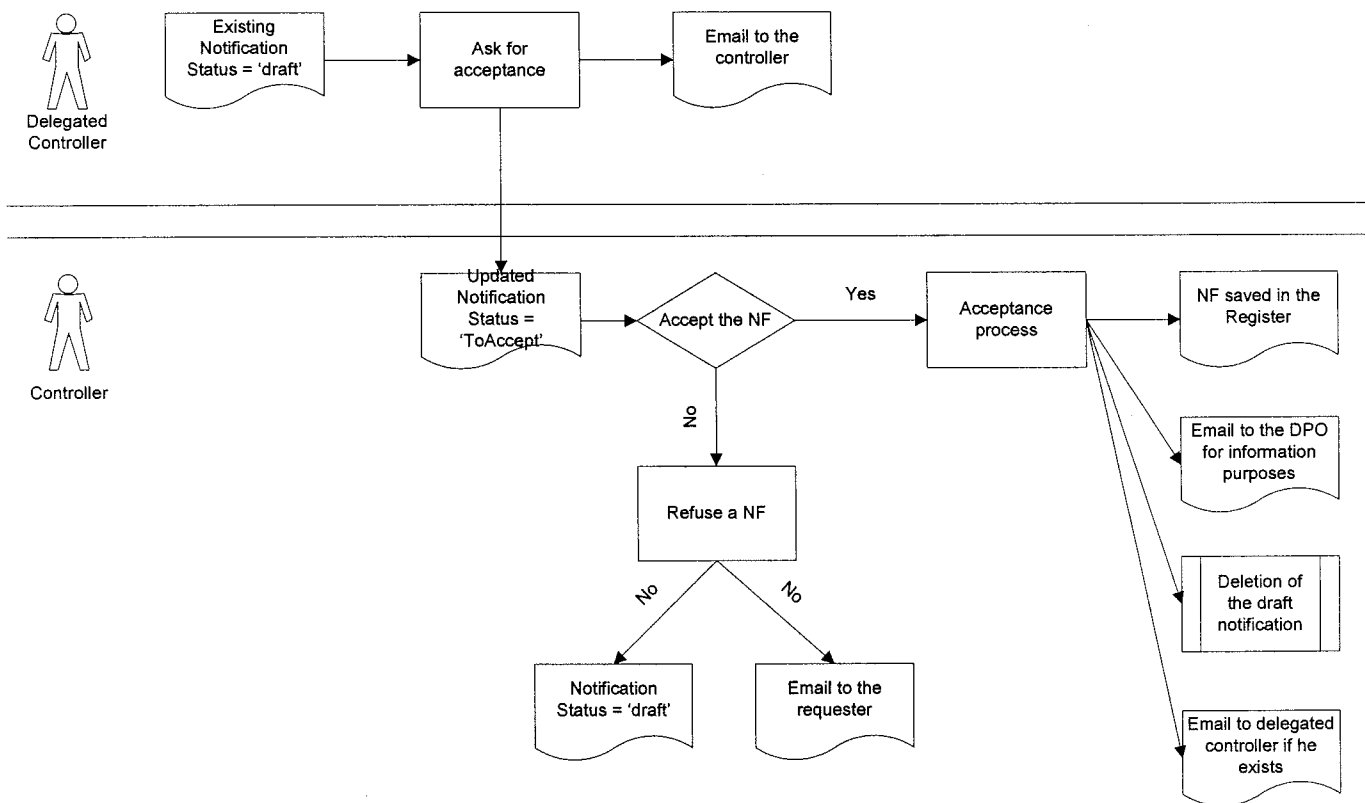 Existing
Notification
Status = ‘draft’
Ask for
acceptance
Email to the
controller
Delegated
Controller
Updated
Notification
Status =
‘ToAccept’
Accept the NF
Yes
Acceptance
process
NF saved in the
Register
Controller
No
Email to the DPO
for information
purposes
Refuse a NF
No
No
Deletion of
the draft
notification
Notification
Status = ‘draft’
Email to the
requester
Email to delegated
controller if he
exists